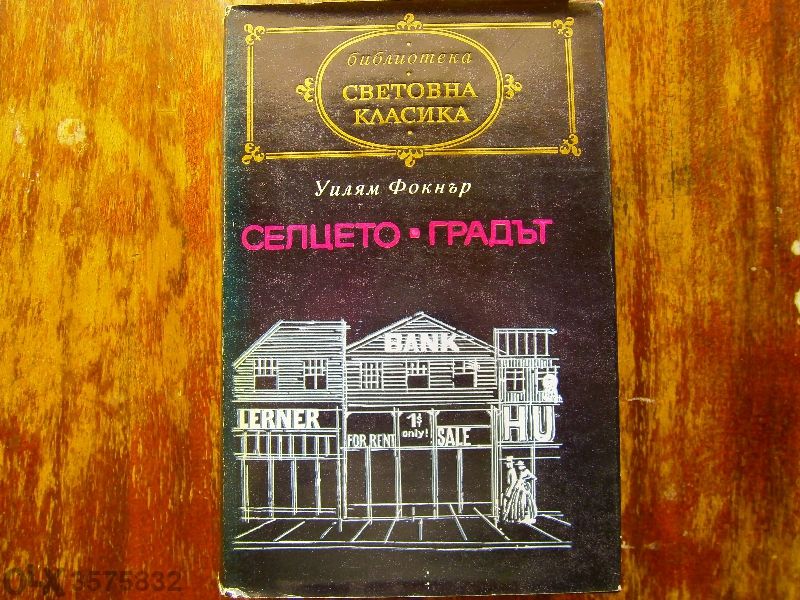 библиотека
СВЕТОВНА
КЛАСИКА
Уилям Фокнър
СЕЛЦЕТО · ГРАДЪТ
BANK
LERNER
FOR RENT
1$
only!
SALE
HU
OLX 3575832